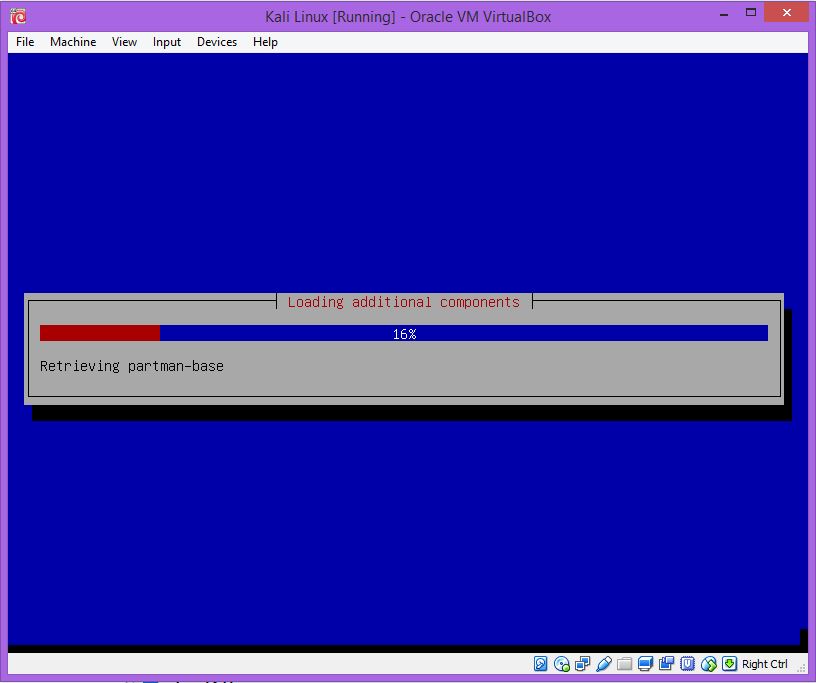 Kali Linux [Running] - Oracle VM VirtualBox
File Machine View Input Devices Help
Loading additional components
16%
Retrieving partman-base
Right Ctrl